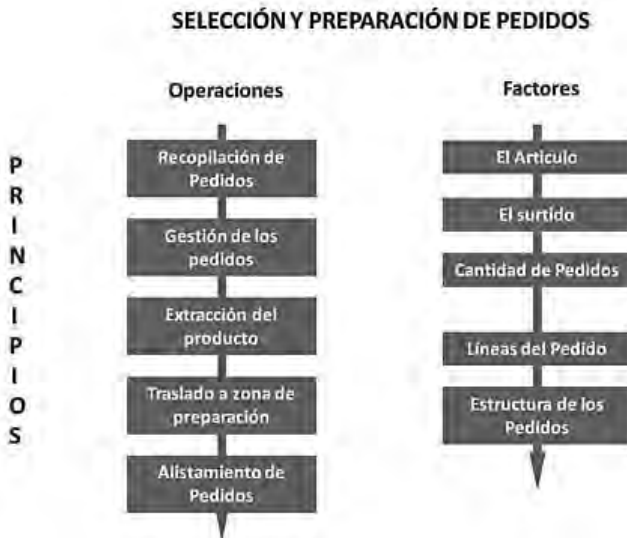 SELECCIÓN Y PREPARACIÓN DE PEDIDOS
Operaciones
Factores
PRINCIPIOS
Recopilación de
Pedidos
Gestión de los
pedidos
Extracción del
producto
Traslado a zona de
preparación
Alistamiento de
Pedidos
El Articulo
El surtido
Cantidad de Pedidos
Líneas del Pedido
Estructura de los
Pedidos